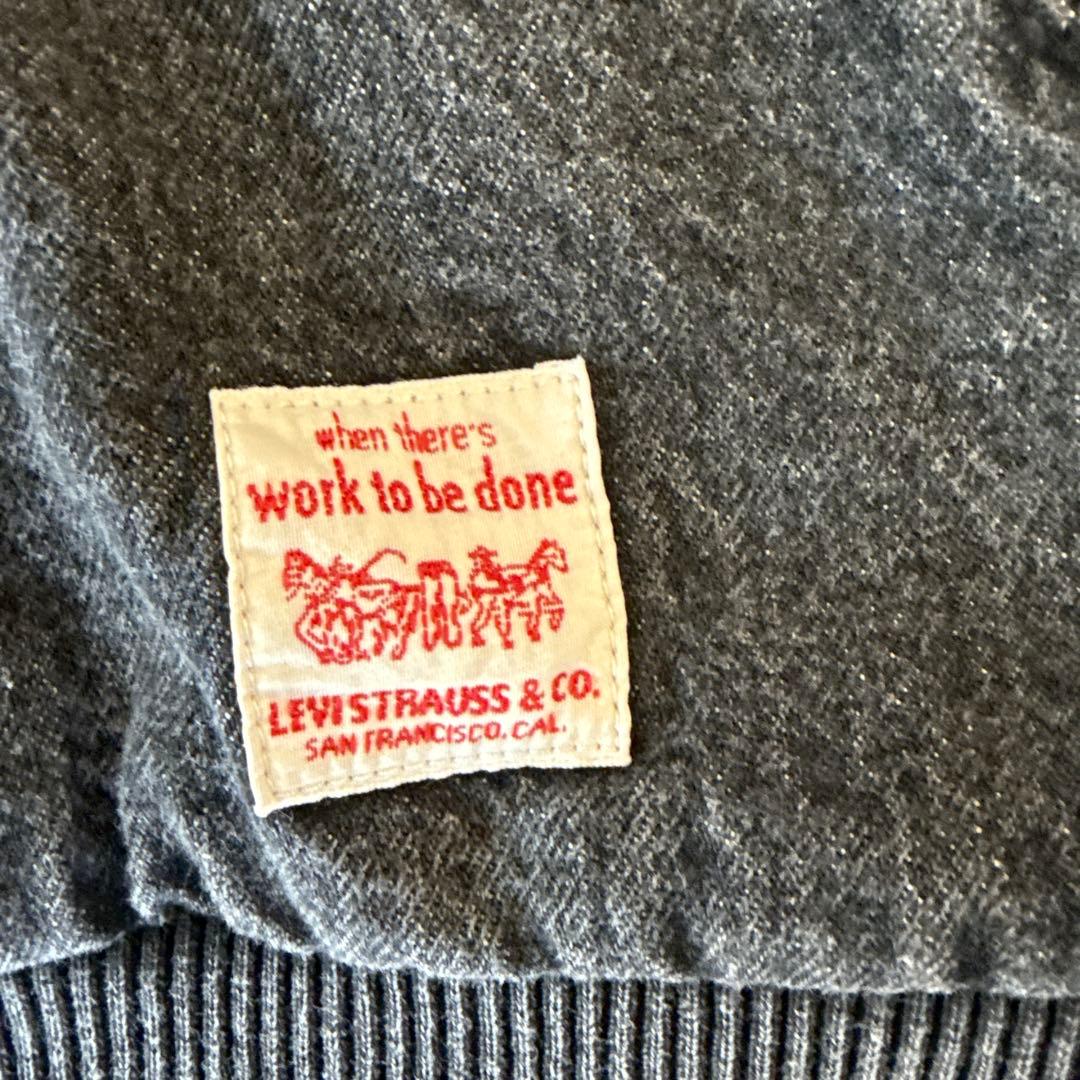 when there's
work to be done
LEVI STRAUSS & CO.
SAN FRANCISCO. CAL.